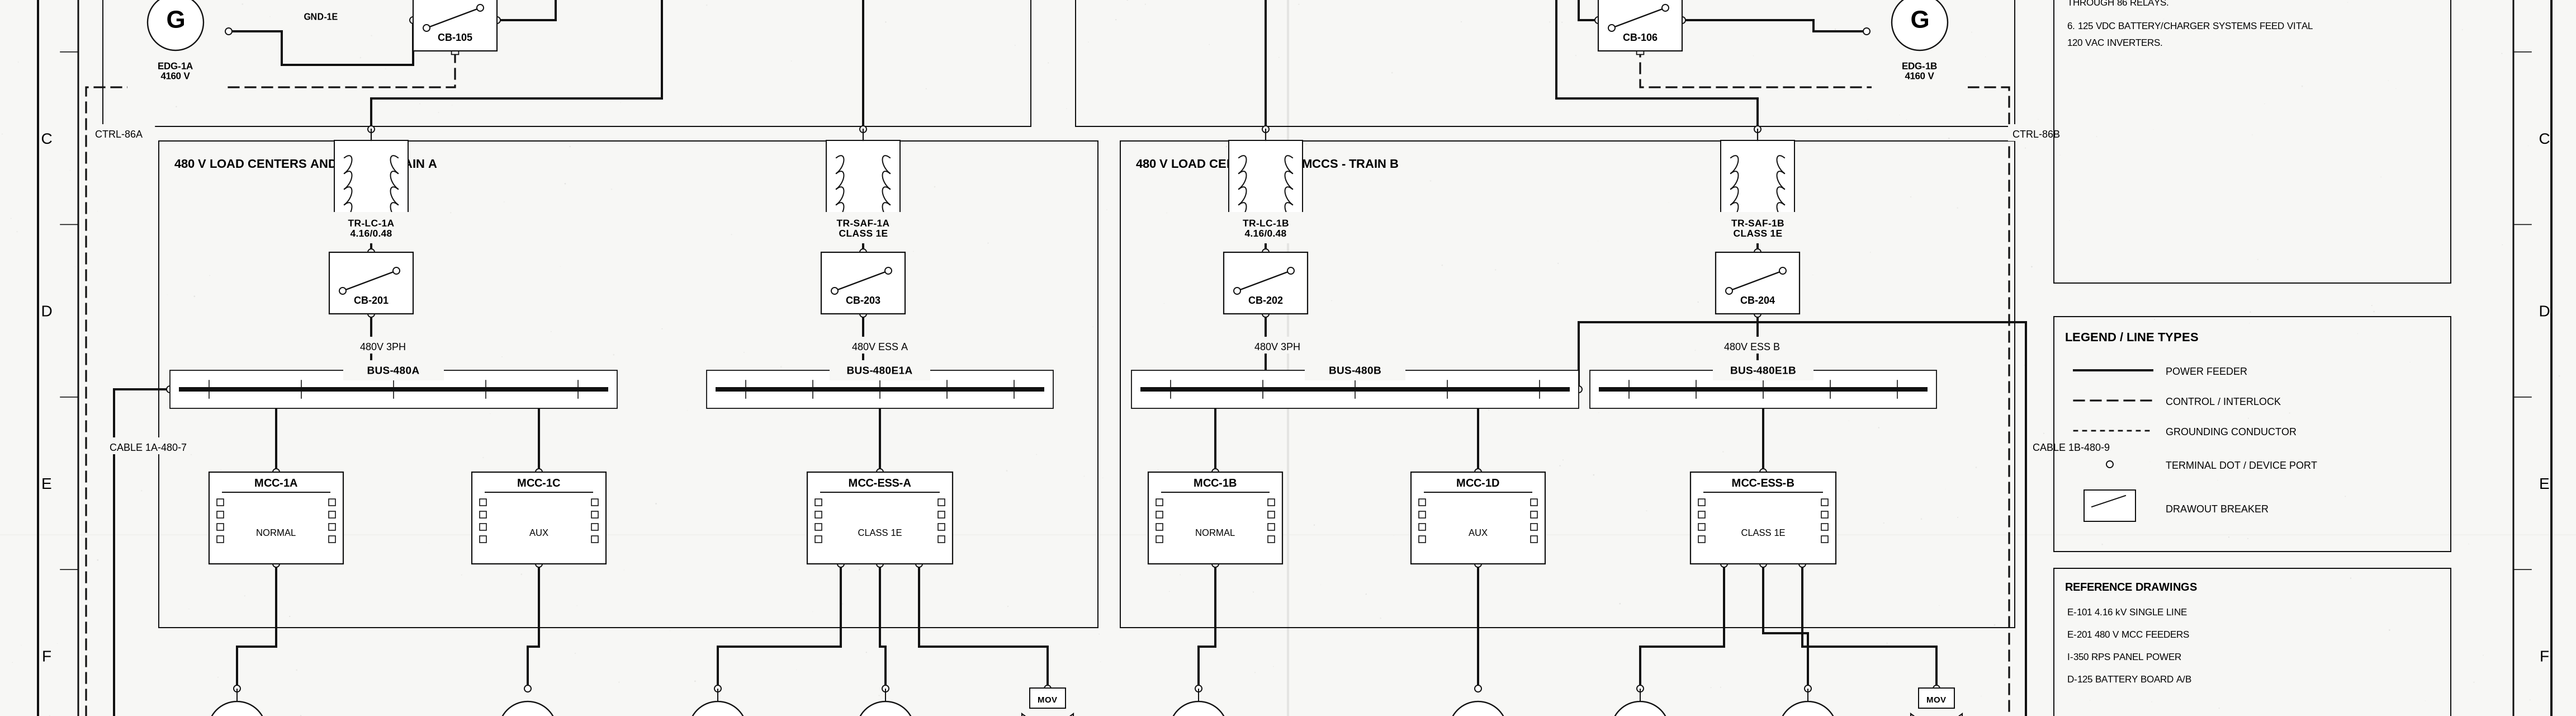 THROUGH 86 RELAYS.
6. 125 VDC BATTERY/CHARGER SYSTEMS FEED VITAL
120 VAC INVERTERS.
G
GND-1E
CB-105
EDG-1A
4160 V
CB-106
G
EDG-1B
4160 V
C
CTRL-86A
CTRL-86B
C
480 V LOAD CENTERS AND
AIN A
480 V LOAD CE
MCCS - TRAIN B
TR-LC-1A
4.16/0.48
TR-SAF-1A
CLASS 1E
TR-LC-1B
4.16/0.48
TR-SAF-1B
CLASS 1E
CB-201
CB-203
CB-202
CB-204
D
D
480V 3PH
480V ESS A
480V 3PH
480V ESS B
BUS-480A
BUS-480E1A
BUS-480B
BUS-480E1B
LEGEND / LINE TYPES
POWER FEEDER
CONTROL / INTERLOCK
GROUNDING CONDUCTOR
TERMINAL DOT / DEVICE PORT
DRAWOUT BREAKER
CABLE 1A-480-7
CABLE 1B-480-9
E
E
MCC-1A
NORMAL
MCC-1C
AUX
MCC-ESS-A
CLASS 1E
MCC-1B
NORMAL
MCC-1D
AUX
MCC-ESS-B
CLASS 1E
REFERENCE DRAWINGS
E-101 4.16 kV SINGLE LINE
E-201 480 V MCC FEEDERS
I-350 RPS PANEL POWER
D-125 BATTERY BOARD A/B
F
F
MOV
MOV